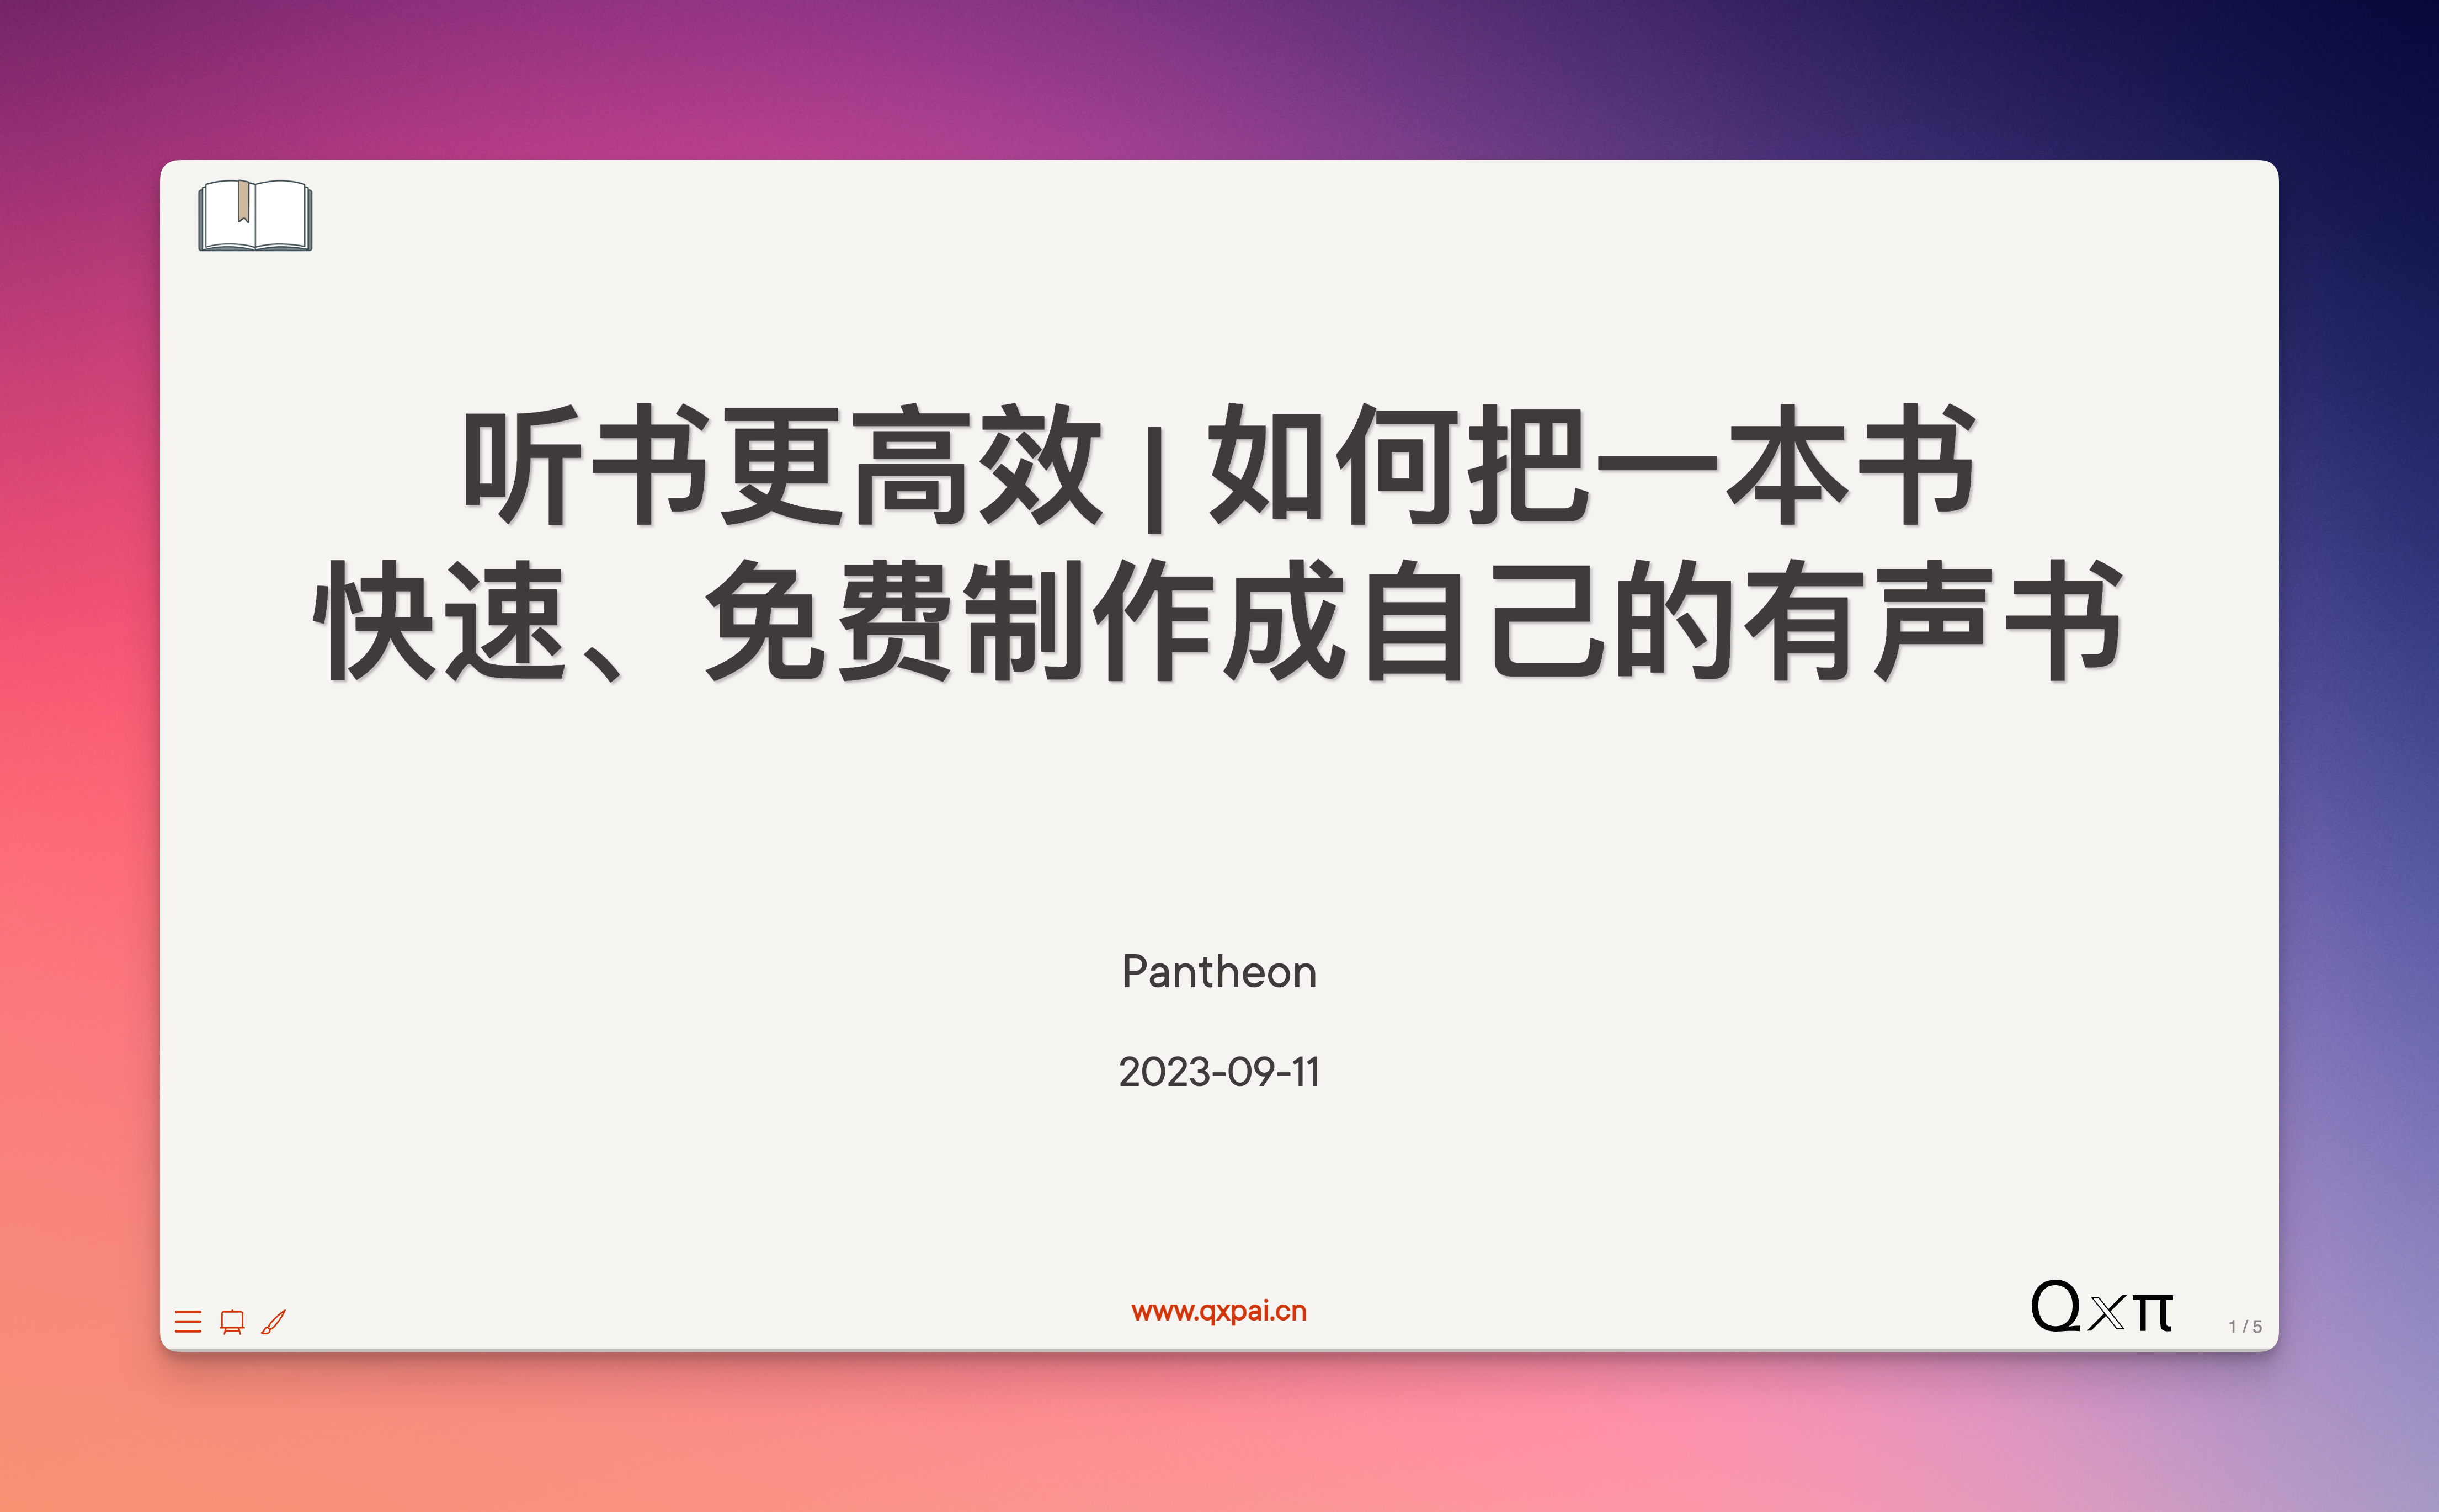 听书更高效 | 如何把一本书
快速、免费制作成自己的有声书
Pantheon
2023-09-11
www.qxpai.cn
Q𝕏π
1 / 5